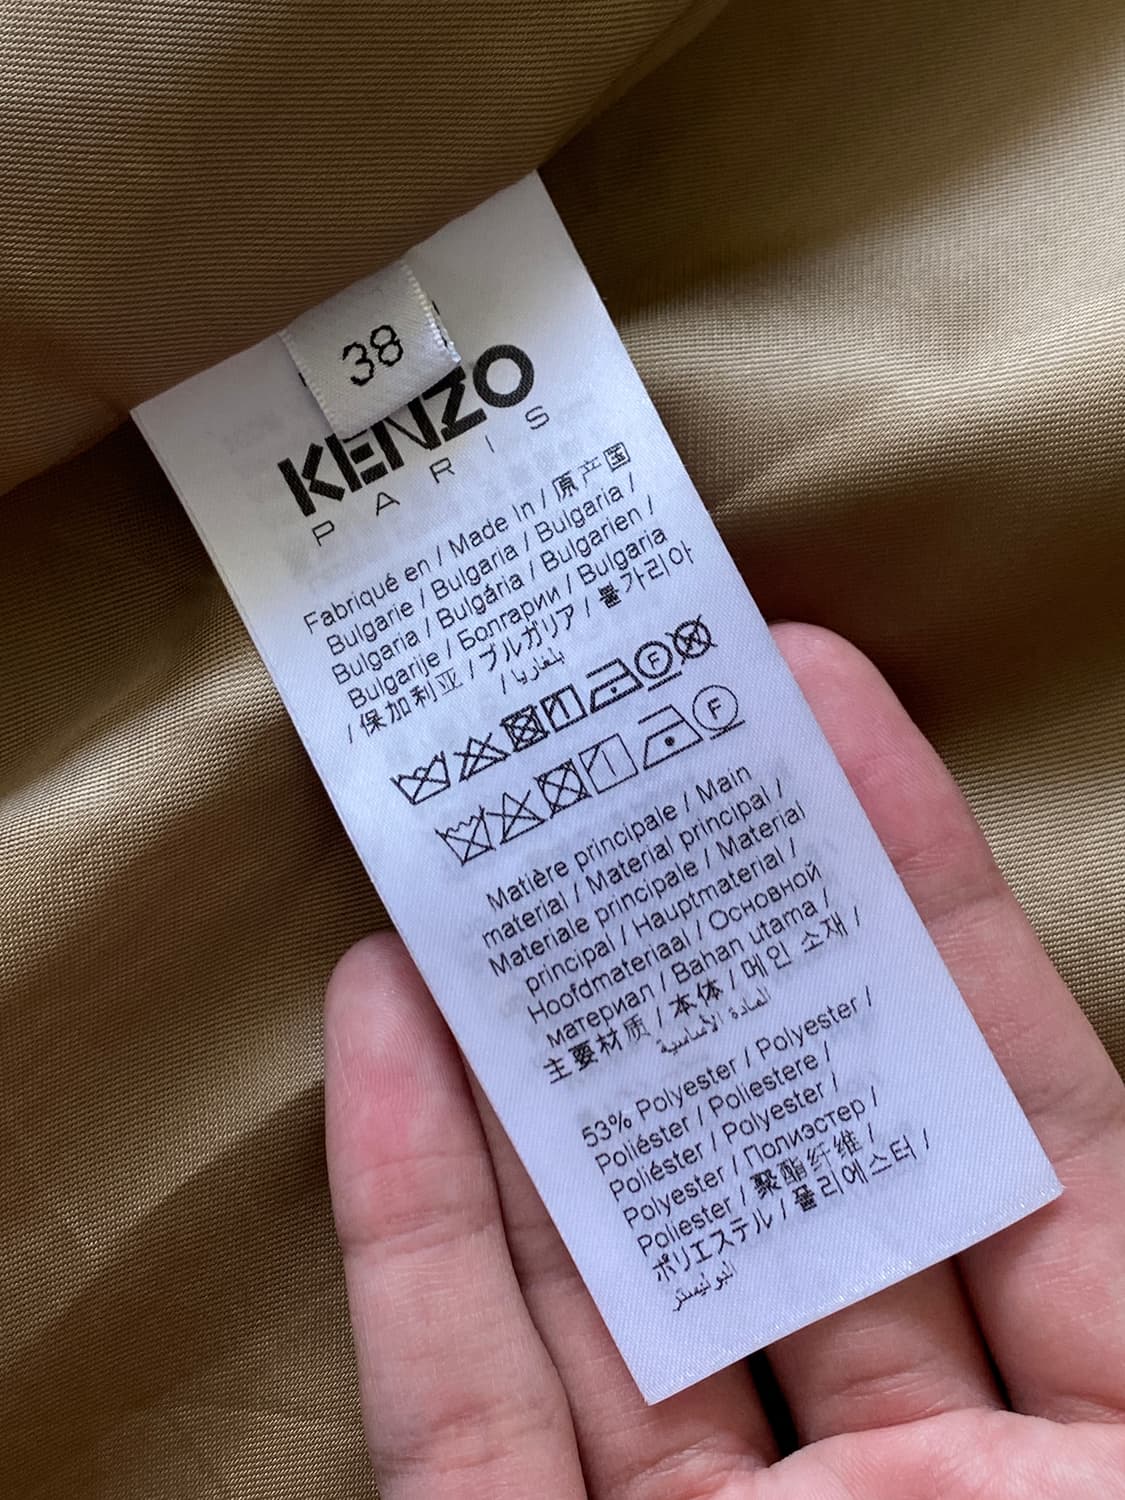 38
KENZO
PARIS
Fabriqué en / Made In / 原产国
Bulgarie / Bulgaria / Bulgaria /
Bulgaria / Bulgária / Bulgarien /
Bulgarije / Болгарии / Bulgaria
/ 保加利亚 / ブルガリア / 불가리아
/ بلغاريا
F
F
Matière principale / Main
material / Material principal /
Materiale principale / Material
principal / Hauptmaterial /
Hoofdmateriaal / Основной
материал / Bahan utama /
主要材质 / 本体 / 메인 소재 /
المادة الأساسية
53% Polyester / Polyester /
Poliéster / Poliestere /
Poliéster / Polyester /
Polyester / Полиэстер /
Poliester / 聚酯纤维 /
ポリエステル / 폴리에스터 /
البوليستر